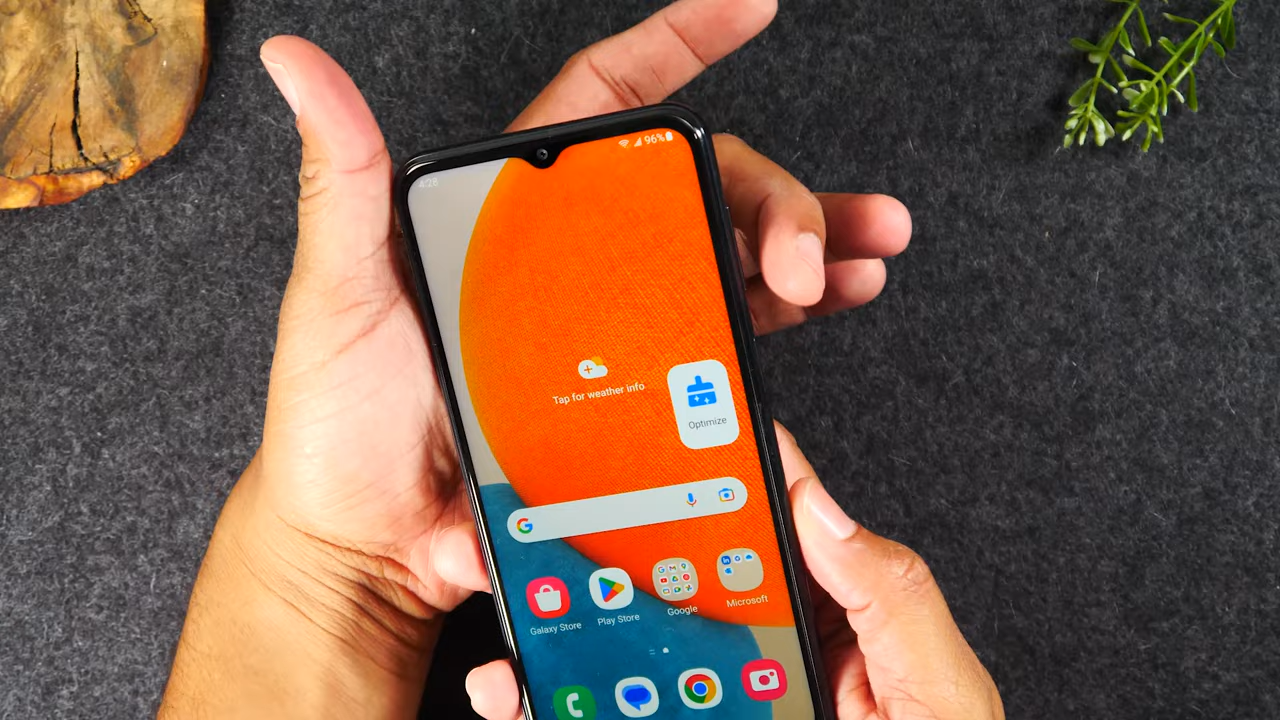 4:28
96%
Tap for weather info
Optimize
G
Galaxy Store
Play Store
Google
Microsoft